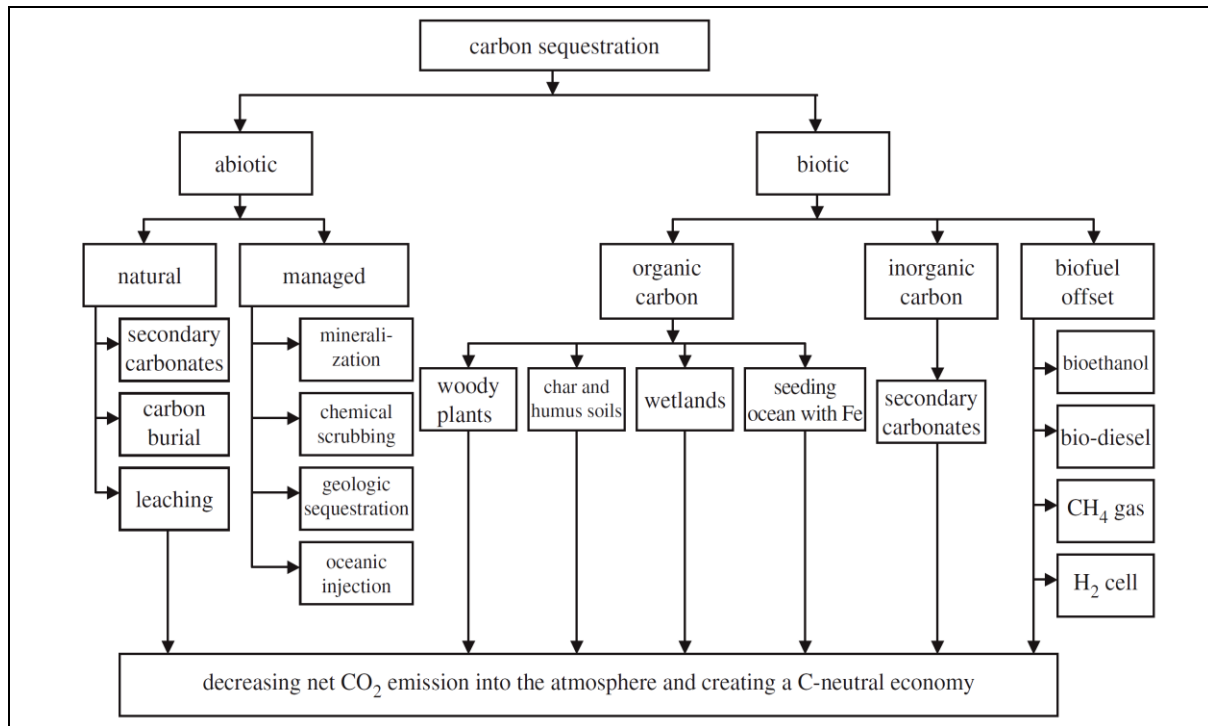 carbon sequestration
abiotic
biotic
natural
managed
organic
carbon
inorganic
carbon
biofuel
offset
secondary
carbonates
carbon
burial
leaching
minerali-
zation
chemical
scrubbing
geologic
sequestration
oceanic
injection
woody
plants
char and
humus soils
wetlands
seeding
ocean with Fe
secondary
carbonates
bioethanol
bio-diesel
CH₄ gas
H₂ cell
decreasing net CO₂ emission into the atmosphere and creating a C-neutral economy